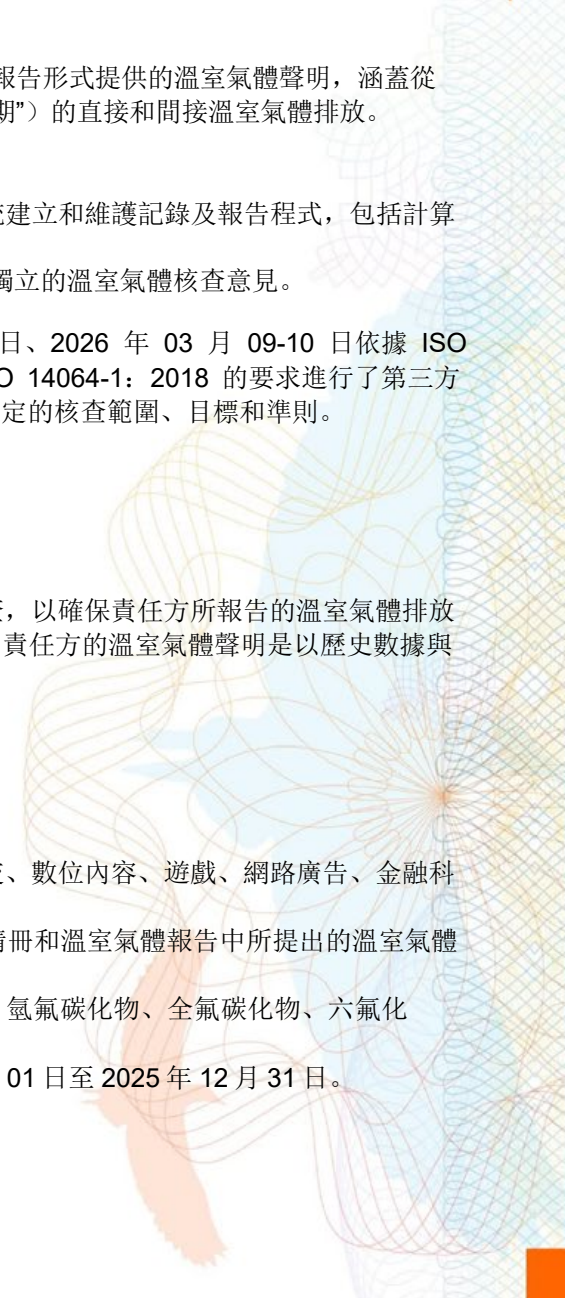 報告形式提供的溫室氣體聲明，涵蓋從
期”）的直接和間接溫室氣體排放。
建立和維護記錄及報告程式，包括計算
獨立的溫室氣體核查意見。
日、2026 年 03 月 09-10 日依據 ISO
O 14064-1：2018 的要求進行了第三方
定的核查範圍、目標和準則。
，以確保責任方所報告的溫室氣體排放
責任方的溫室氣體聲明是以歷史數據與
、數位內容、遊戲、網路廣告、金融科
清冊和溫室氣體報告中所提出的溫室氣體
氫氟碳化物、全氟碳化物、六氟化
01 日至 2025 年 12 月 31 日。